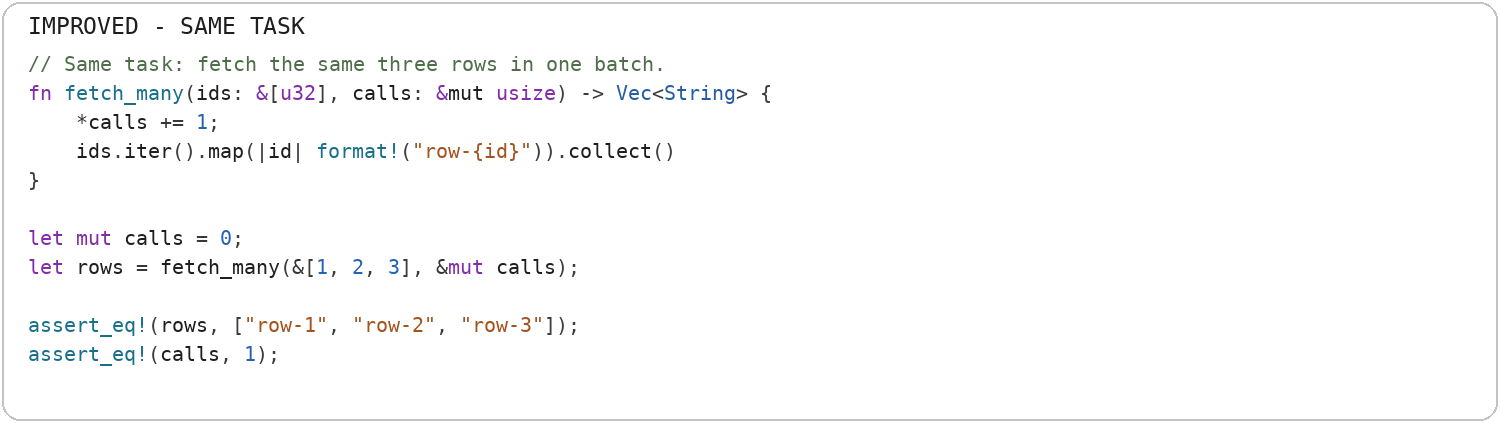 IMPROVED - SAME TASK
// Same task: fetch the same three rows in one batch.
fn fetch_many(ids: &[u32], calls: &mut usize) -> Vec<String> {
    *calls += 1;
    ids.iter().map(|id| format!("row-{id}")).collect()
}

let mut calls = 0;
let rows = fetch_many(&[1, 2, 3], &mut calls);

assert_eq!(rows, ["row-1", "row-2", "row-3"]);
assert_eq!(calls, 1);